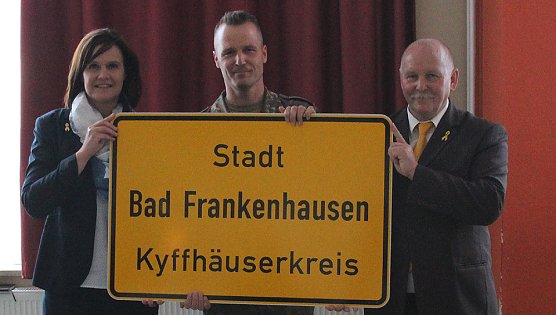 Stadt
Bad Frankenhausen
Kyffhäuserkreis